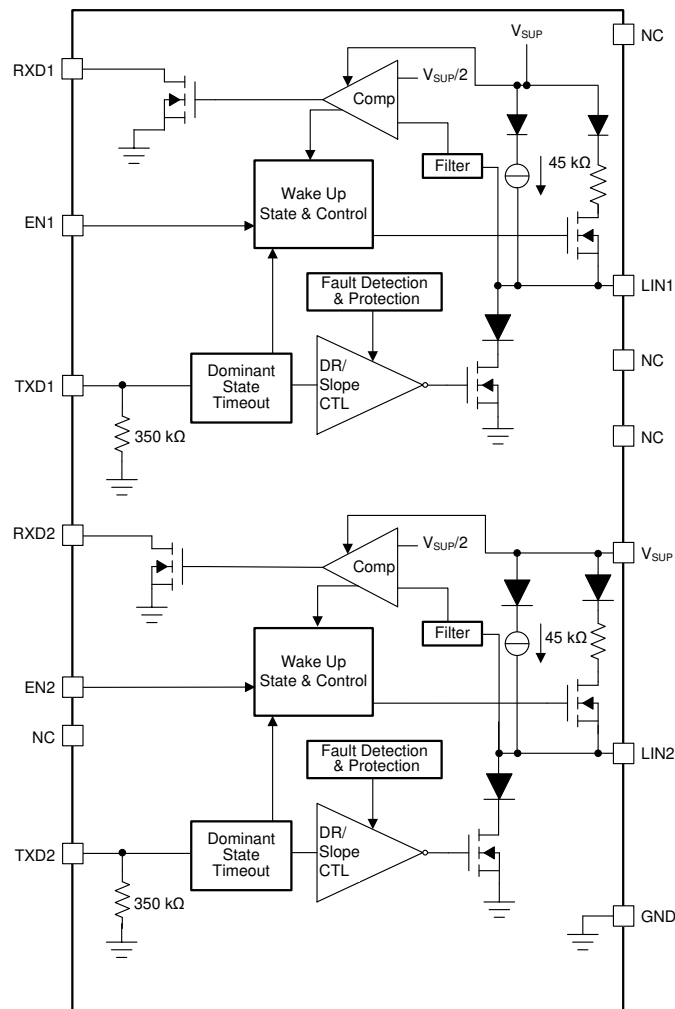 V_SUP
NC
RXD1
V_SUP/2
Comp
45 kΩ
Filter
Wake Up
State & Control
EN1
LIN1
Fault Detection
& Protection
NC
TXD1
Dominant
State
Timeout
DR/
Slope
CTL
350 kΩ
NC
RXD2
V_SUP/2
V_SUP
Comp
45 kΩ
Filter
Wake Up
State & Control
EN2
NC
LIN2
Fault Detection
& Protection
TXD2
Dominant
State
Timeout
DR/
Slope
CTL
350 kΩ
GND